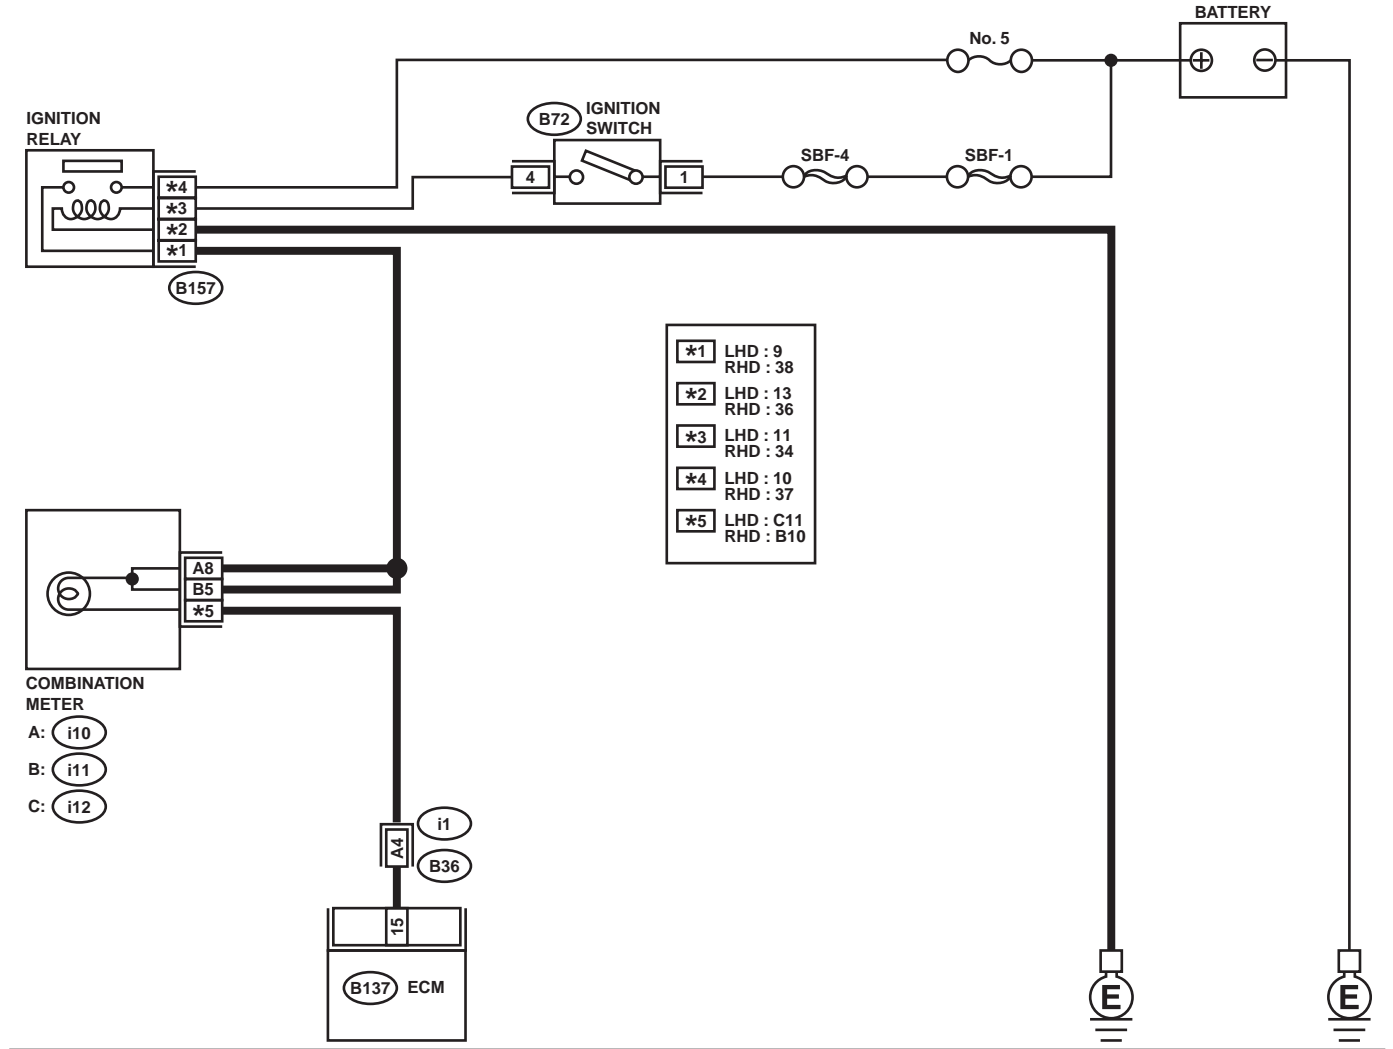 BATTERY
No. 5
IGNITION
RELAY
B72
IGNITION
SWITCH
4
1
SBF-4
SBF-1
*4
*3
*2
*1
B157
*1 LHD : 9
RHD : 38
*2 LHD : 13
RHD : 36
*3 LHD : 11
RHD : 34
*4 LHD : 10
RHD : 37
*5 LHD : C11
RHD : B10
A8
B5
*5
COMBINATION
METER
A: i10
B: i11
C: i12
i1
A4
B36
15
B137 ECM
E
E